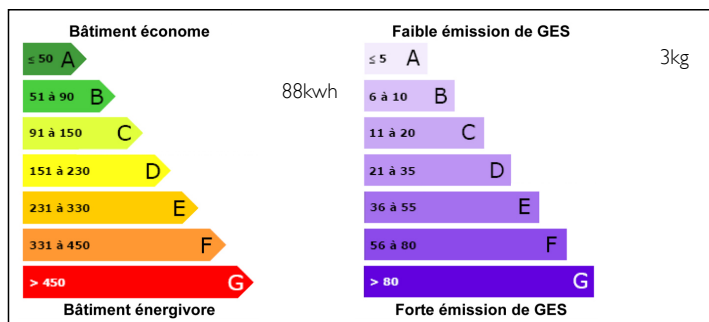 Bâtiment économe
≤ 50 A
51 à 90 B
91 à 150 C
151 à 230 D
231 à 330 E
331 à 450 F
> 450 G
Bâtiment énergivore
88kwh
Faible émission de GES
≤ 5 A
6 à 10 B
11 à 20 C
21 à 35 D
36 à 55 E
56 à 80 F
> 80 G
Forte émission de GES
3kg